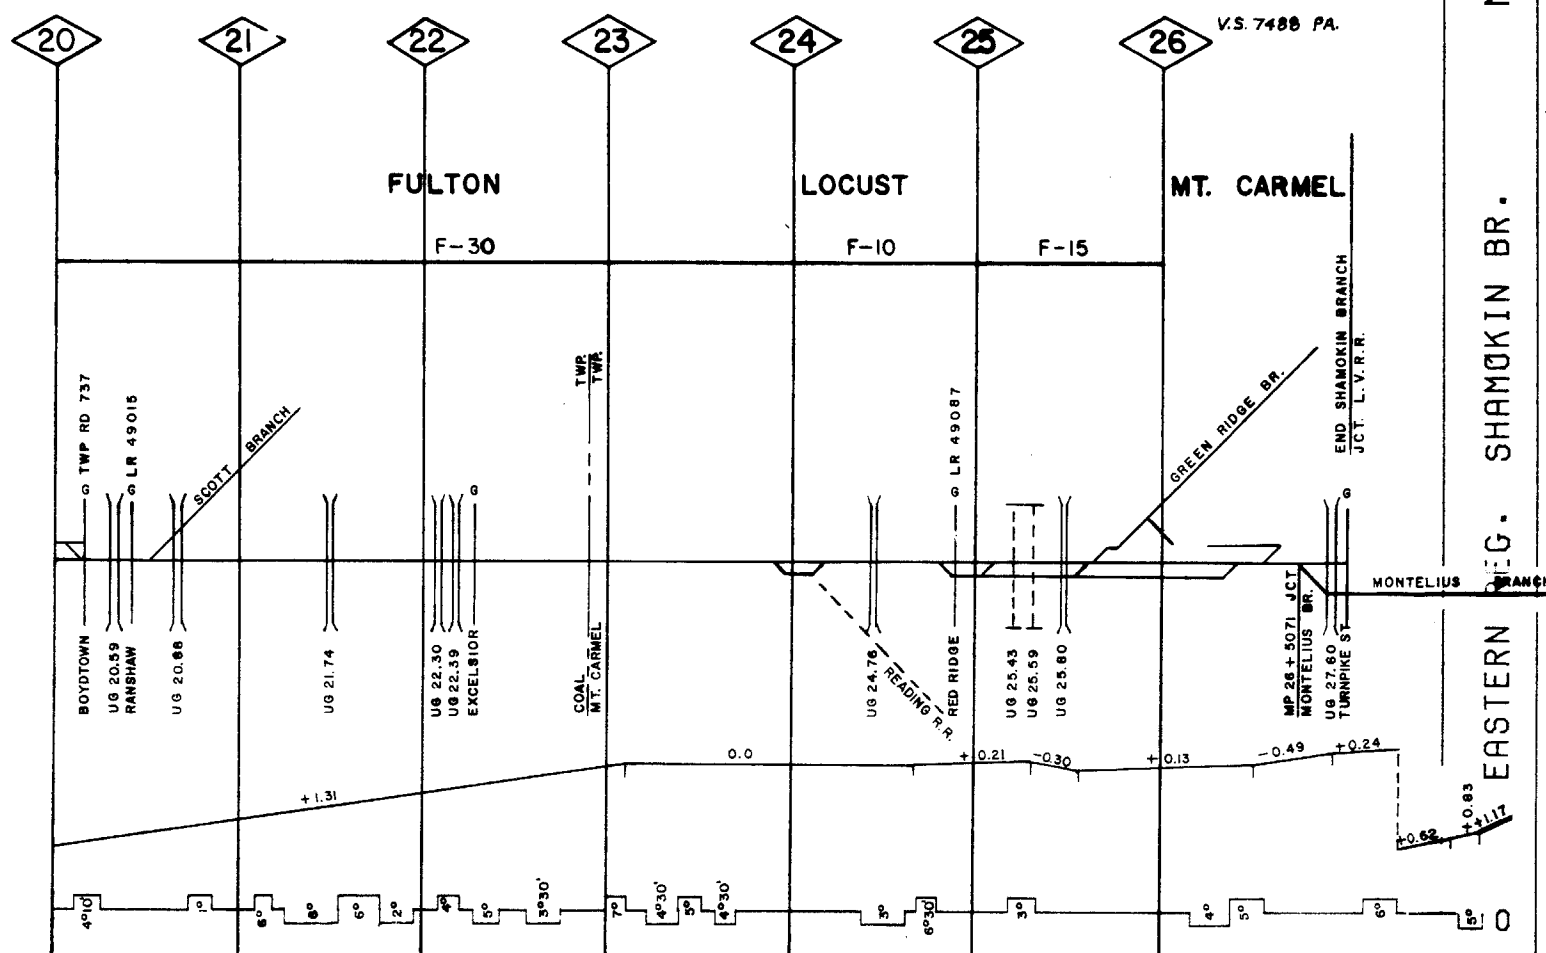 20
21
22
23
24
25
26
V.S. 7488 PA.
FULTON
LOCUST
MT. CARMEL
F-30
F-10
F-15
G TWP RD 737
G LR 49015
SCOTT BRANCH
G
TWP.
TWP.
G LR 49087
GREEN RIDGE BR.
END SHAMOKIN BRANCH
JCT. L.V.R.R.
G
BOYDTOWN
UG 20.59
RANSHAW
UG 20.88
UG 21.74
UG 22.30
UG 22.39
EXCELSIOR
COAL
MT. CARMEL
UG 24.76
READING R.R.
RED RIDGE
UG 25.43
UG 25.59
UG 25.80
MP 26+5071 JCT
MONTELIUS BR.
UG 27.60
TURNPIKE ST
MONTELIUS BRANCH
+1.31
0.0
+0.21
-0.30
+0.13
-0.49
+0.24
+0.62
+0.83
+1.17
4°10'
1°
6°
6°
2°
4°
5°
3°30'
7°
4°30'
5°
4°30'
3°
6°30'
3°
4°
5°
6°
5°
EASTERN REG. SHAMOKIN BR.